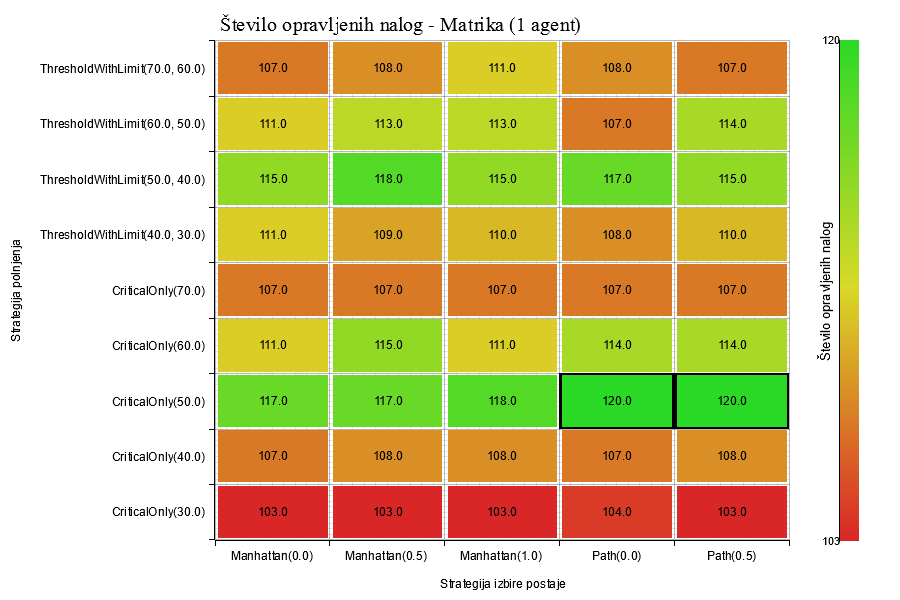 Število opravljenih nalog - Matrika (1 agent)
120
ThresholdWithLimit(70.0, 60.0) 107.0 108.0 111.0 108.0 107.0
ThresholdWithLimit(60.0, 50.0) 111.0 113.0 113.0 107.0 114.0
ThresholdWithLimit(50.0, 40.0) 115.0 118.0 115.0 117.0 115.0
ThresholdWithLimit(40.0, 30.0) 111.0 109.0 110.0 108.0 110.0
CriticalOnly(70.0) 107.0 107.0 107.0 107.0 107.0
CriticalOnly(60.0) 111.0 115.0 111.0 114.0 114.0
CriticalOnly(50.0) 117.0 117.0 118.0 120.0 120.0
CriticalOnly(40.0) 107.0 108.0 108.0 107.0 108.0
CriticalOnly(30.0) 103.0 103.0 103.0 104.0 103.0
103
Manhattan(0.0) Manhattan(0.5) Manhattan(1.0) Path(0.0) Path(0.5)
Strategija izbire postaje
Strategija polnjenja
Število opravljenih nalog